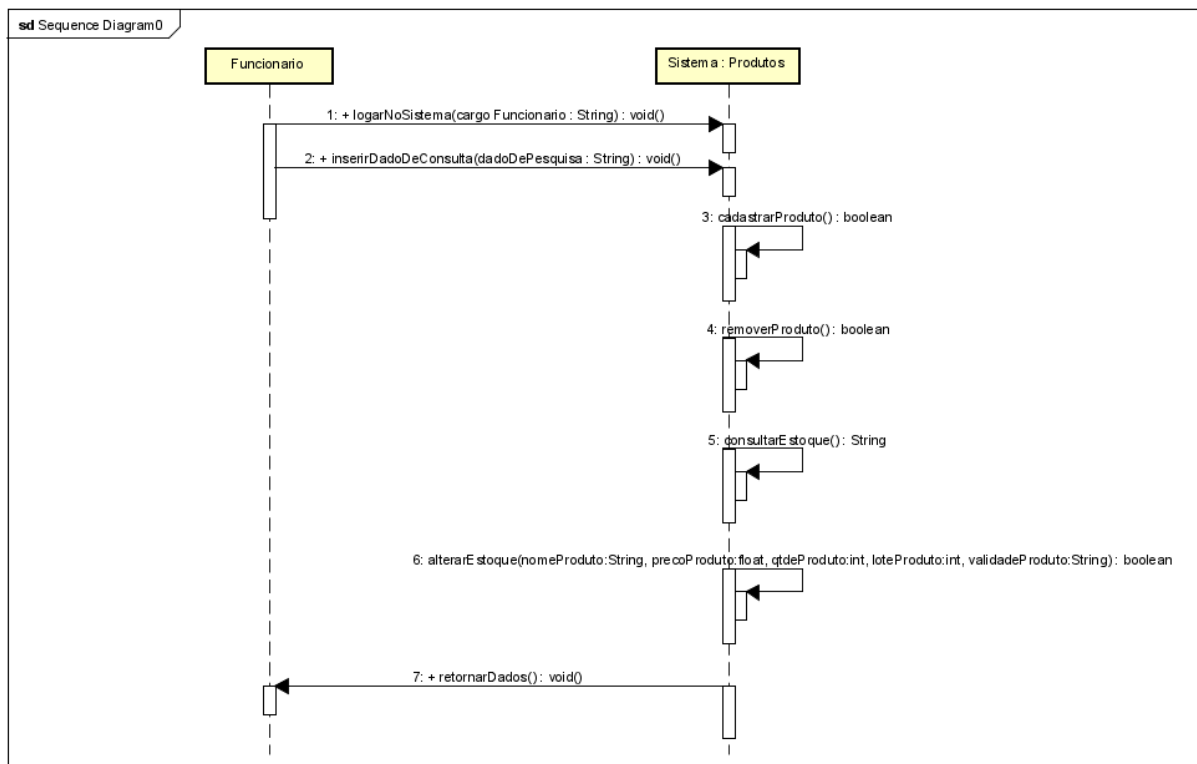 sd Sequence Diagram0
Funcionario
Sistema : Produtos
1: + logarNoSistema(cargo Funcionario : String) : void()
2: + inserirDadoDeConsulta(dadoDePesquisa : String) : void()
3: cadastrarProduto() : boolean
4: removerProduto() : boolean
5: consultarEstoque() : String
6: alterarEstoque(nomeProduto:String, precoProduto:float, qtdeProduto:int, loteProduto:int, validadeProduto:String) : boolean
7: + retornarDados() : void()